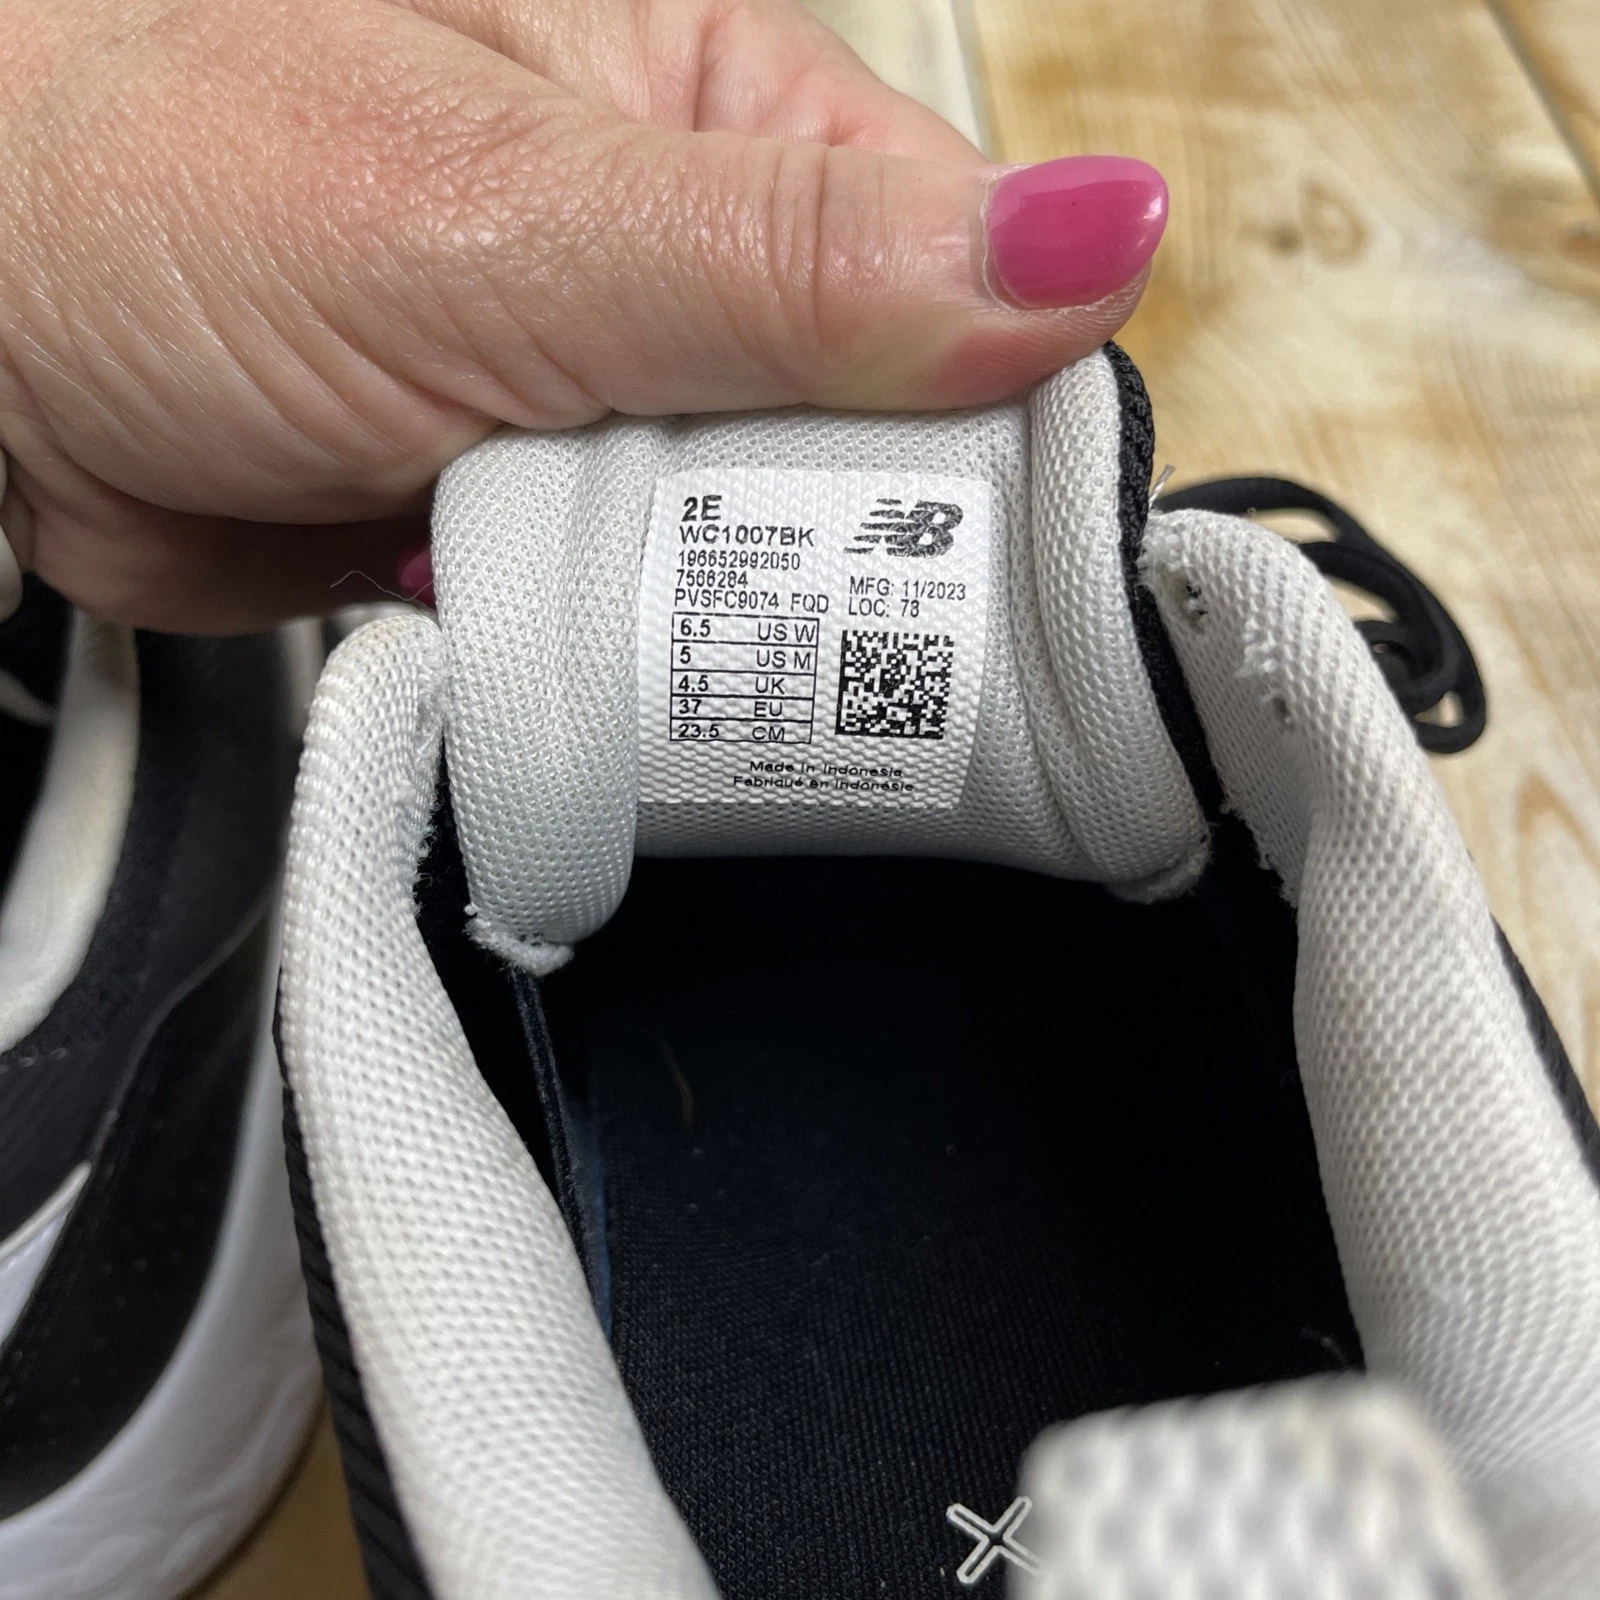 2E
WC1007BK
196652992050
7566284
PVSFC9074 FQD
NB
MFG: 11/2023
LOC: 78
6.5 US W
5 US M
4.5 UK
37 EU
23.5 CM
Made in Indonesia
Fabriqué en Indonésie